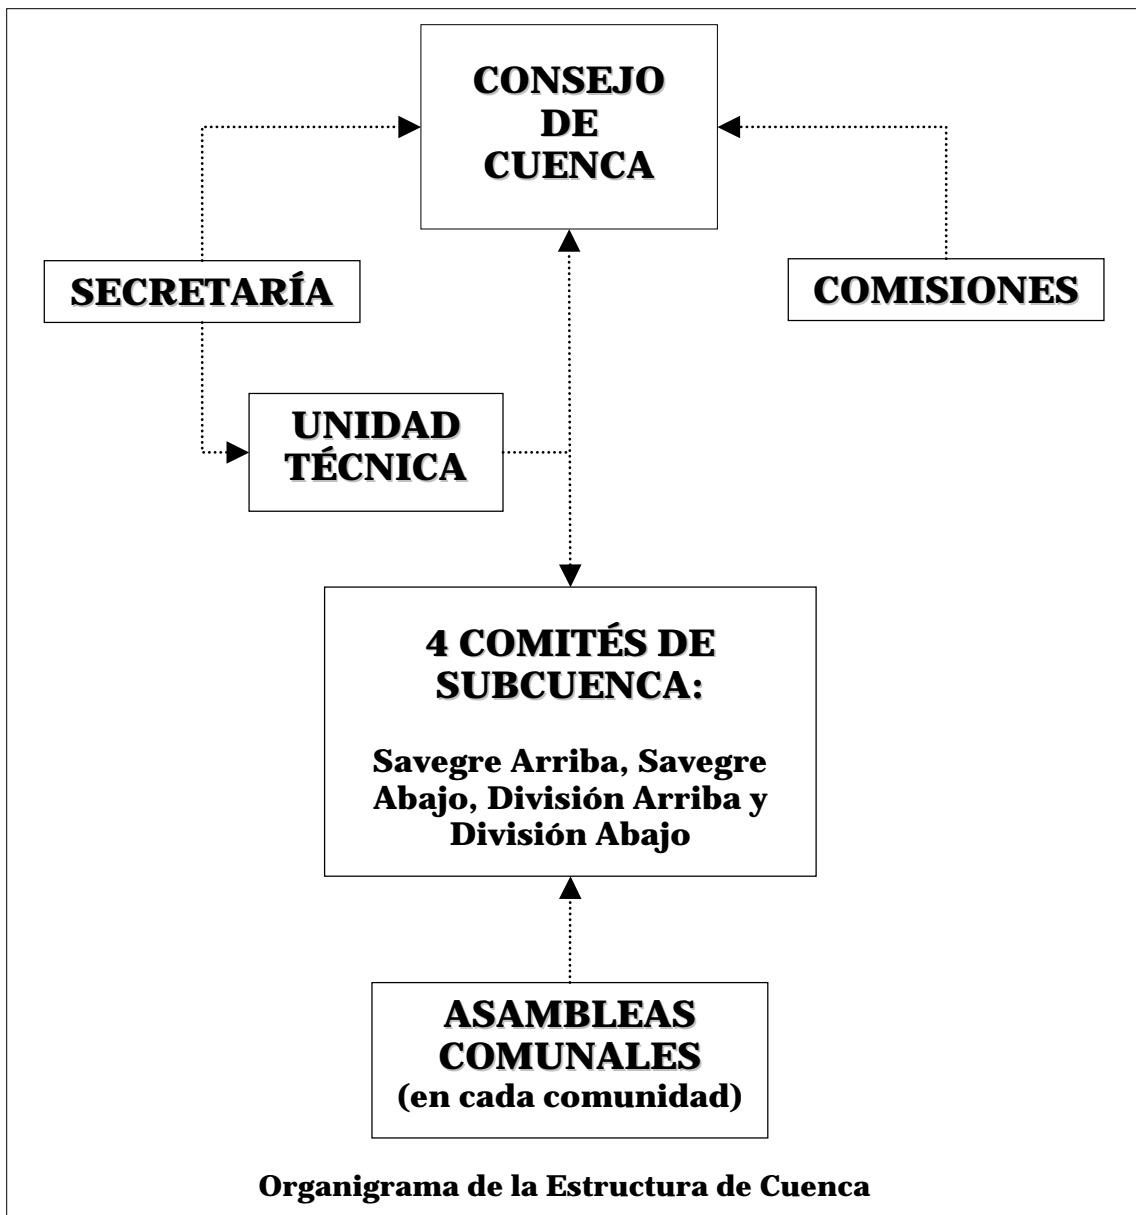 CONSEJO
DE
CUENCA
SECRETARÍA
COMISIONES
UNIDAD
TÉCNICA
4 COMITÉS DE
SUBCUENCA:
Savegre Arriba, Savegre
Abajo, División Arriba y
División Abajo
ASAMBLEAS
COMUNALES
(en cada comunidad)
Organigrama de la Estructura de Cuenca